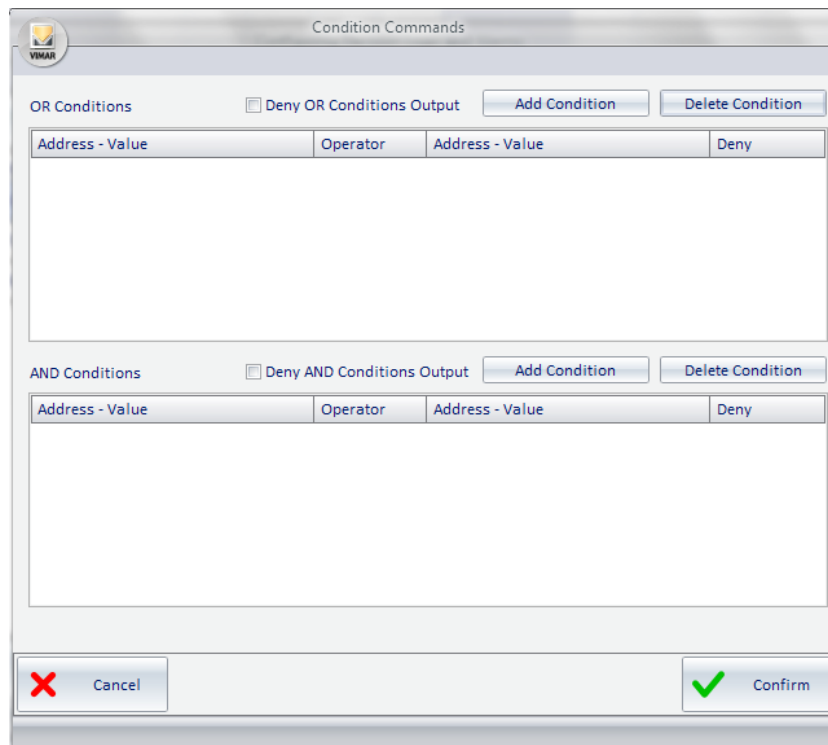 Condition Commands
VIMAR
OR Conditions Deny OR Conditions Output Add Condition Delete Condition
Address - Value Operator Address - Value Deny
AND Conditions Deny AND Conditions Output Add Condition Delete Condition
Address - Value Operator Address - Value Deny
Cancel Confirm